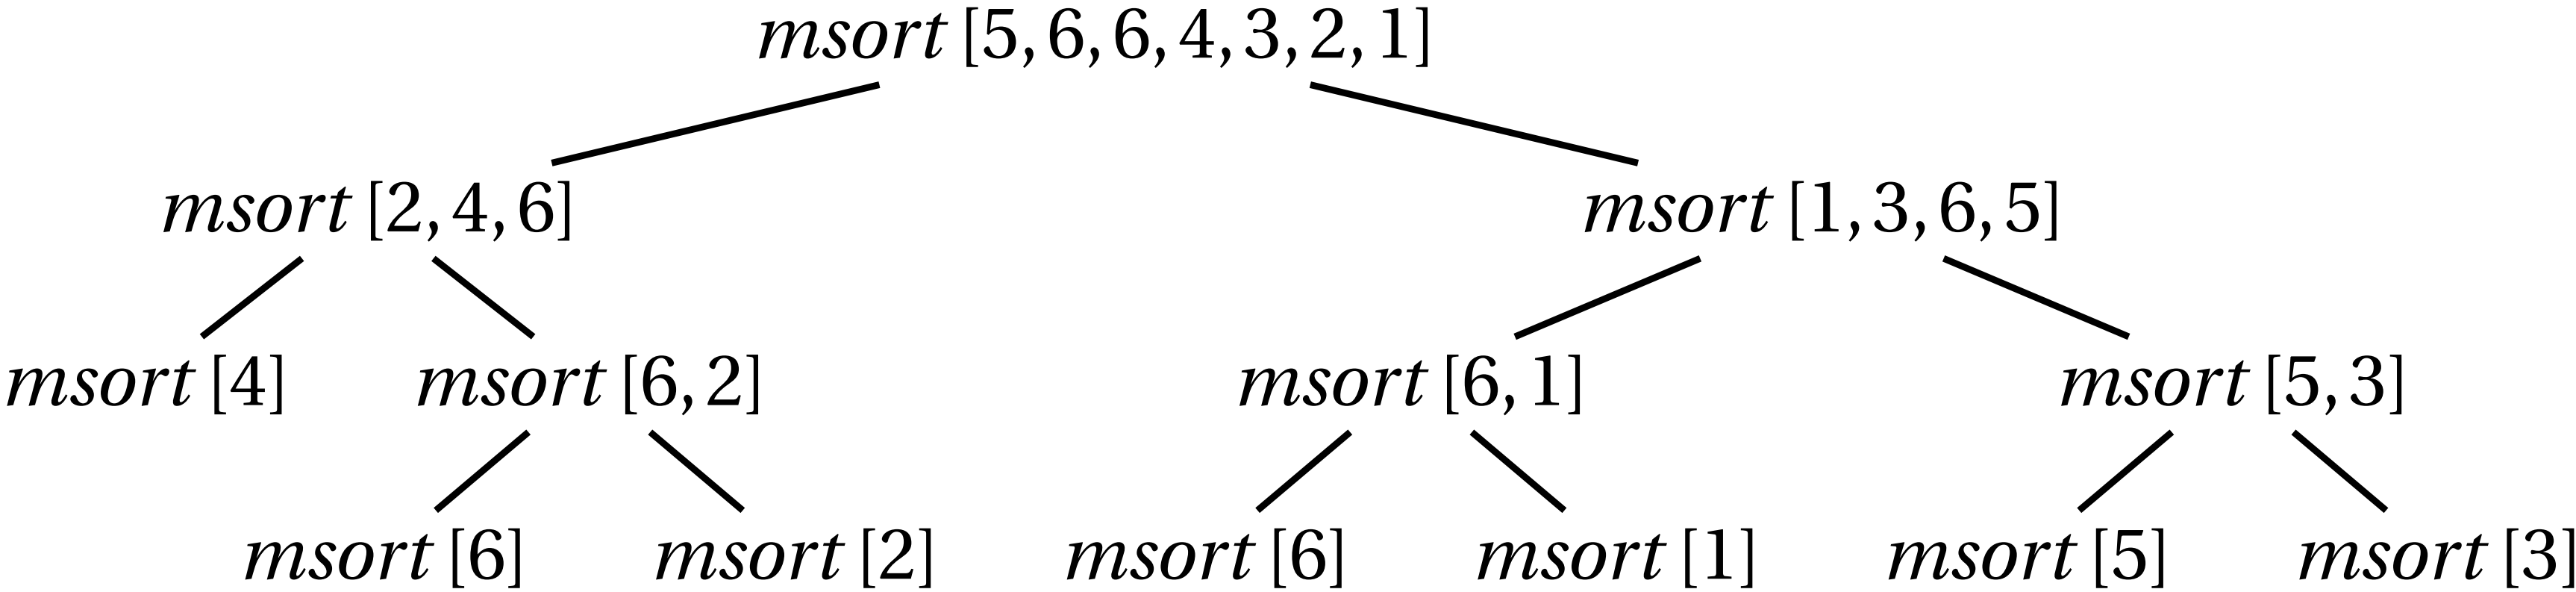 msort [5,6,6,4,3,2,1]
msort [2,4,6] msort [1,3,6,5]
msort [4] msort [6,2] msort [6,1] msort [5,3]
msort [6] msort [2] msort [6] msort [1] msort [5] msort [3]